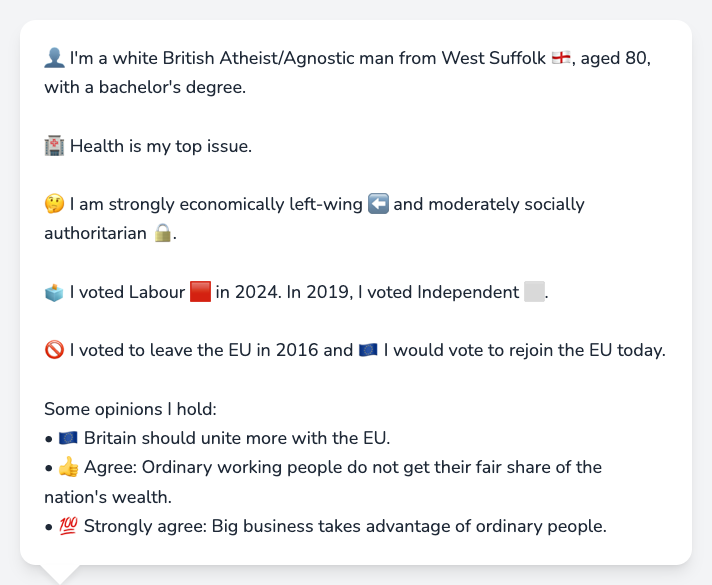 👤 I'm a white British Atheist/Agnostic man from West Suffolk 🏴󠁧󠁢󠁥󠁮󠁧󠁿, aged 80,
with a bachelor's degree.
🏥 Health is my top issue.
🤔 I am strongly economically left-wing ⬅️ and moderately socially
authoritarian 🔒.
🗳️ I voted Labour 🟥 in 2024. In 2019, I voted Independent ⬜.
🚫 I voted to leave the EU in 2016 and 🇪🇺 I would vote to rejoin the EU today.
Some opinions I hold:
• 🇪🇺 Britain should unite more with the EU.
• 👍 Agree: Ordinary working people do not get their fair share of the
nation's wealth.
• 💯 Strongly agree: Big business takes advantage of ordinary people.